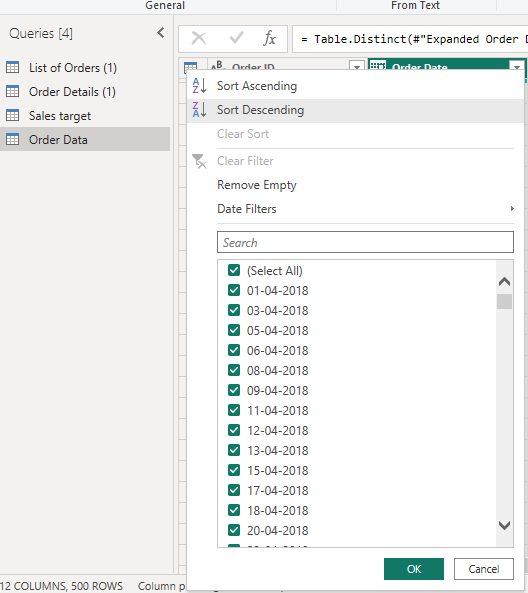 General
From Text
Queries [4]
= Table.Distinct(#"Expanded Order D
List of Orders (1)
Order Details (1)
Sales target
Order Data
Order ID
Order Date
Sort Ascending
Sort Descending
Clear Sort
Clear Filter
Remove Empty
Date Filters
Search
(Select All)
01-04-2018
03-04-2018
05-04-2018
06-04-2018
08-04-2018
09-04-2018
11-04-2018
12-04-2018
13-04-2018
15-04-2018
17-04-2018
18-04-2018
20-04-2018
OK
Cancel
12 COLUMNS, 500 ROWS
Column p